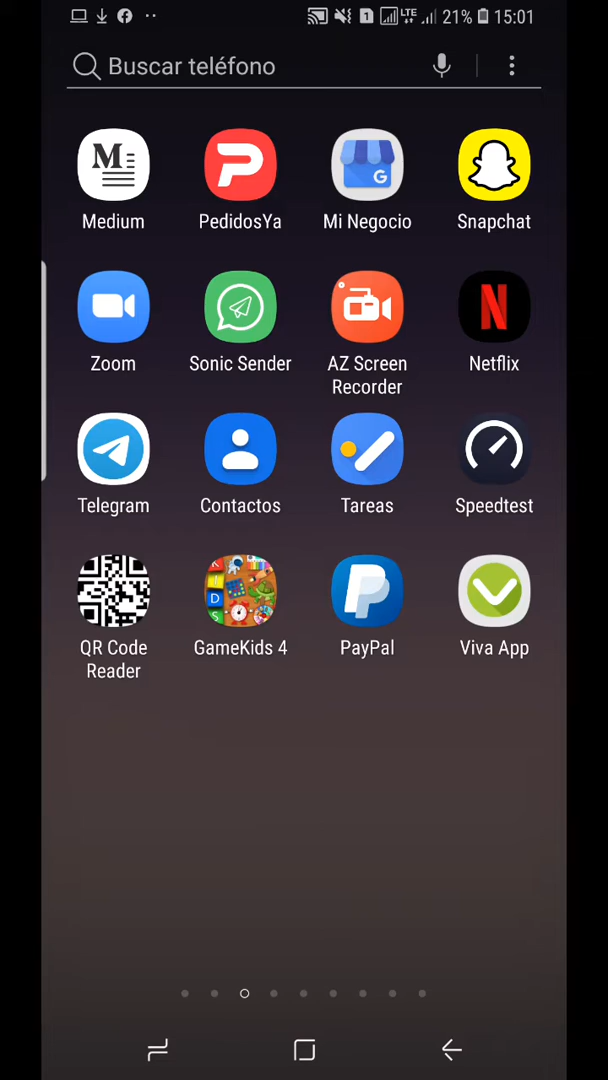 LTE 21% 15:01
Buscar teléfono
Medium PedidosYa Mi Negocio Snapchat
Zoom Sonic Sender AZ Screen Recorder Netflix
Telegram Contactos Tareas Speedtest
QR Code Reader GameKids 4 PayPal Viva App